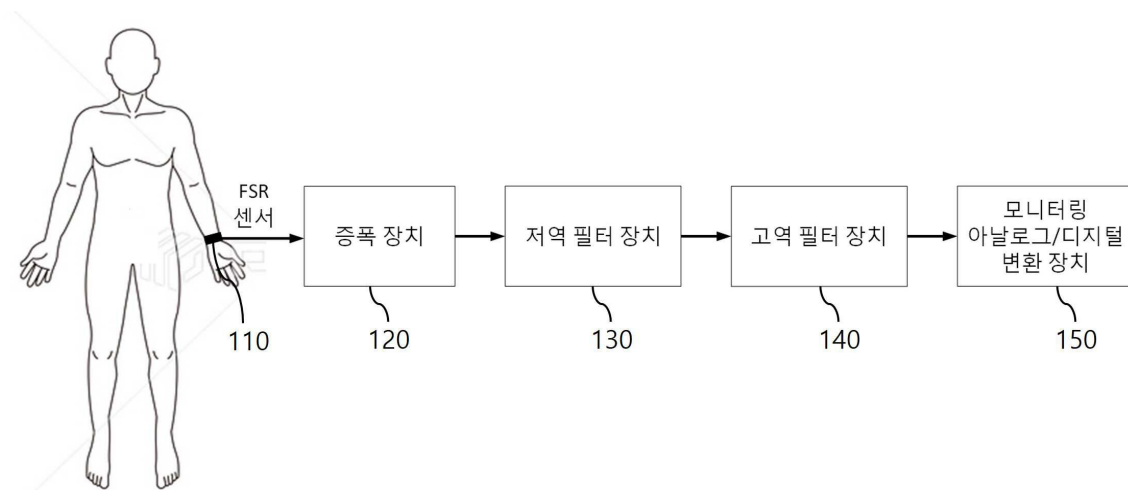 FSR
센서
증폭 장치
저역 필터 장치
고역 필터 장치
모니터링
아날로그/디지털
변환 장치
110
120
130
140
150